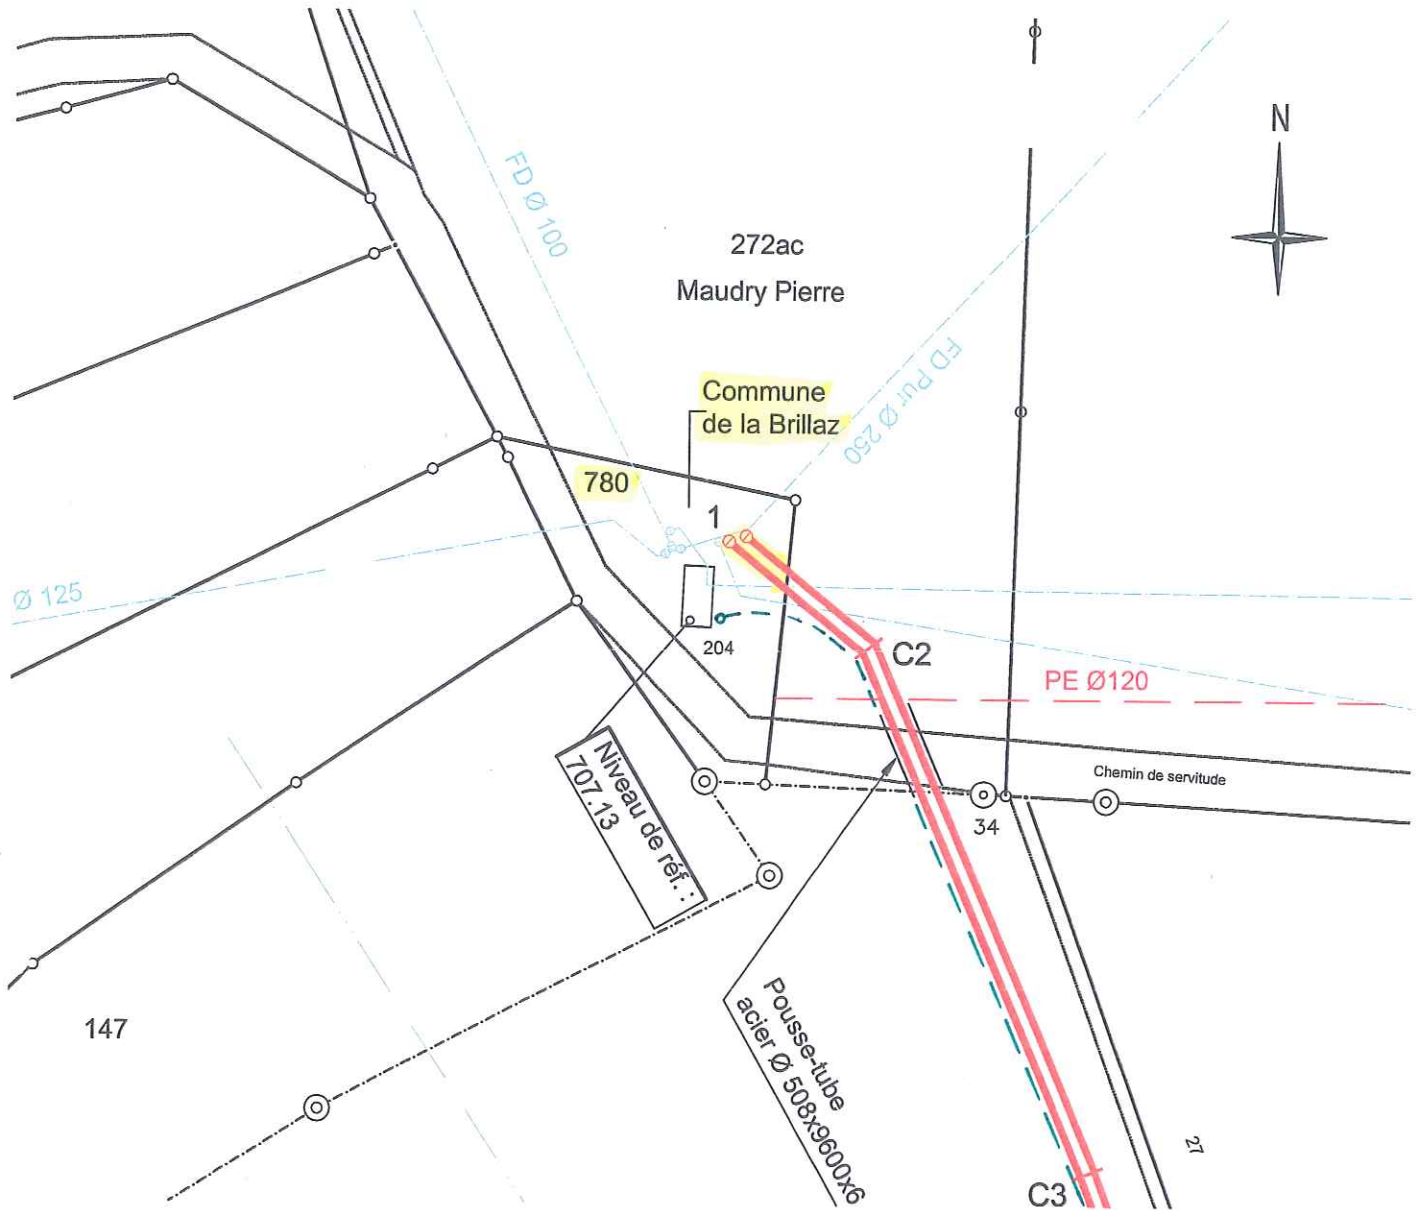 N
FD Ø 100
272ac
Maudry Pierre
FD Pur Ø 250
Commune
de la Brillaz
780
1
Ø 125
204
C2
PE Ø120
Niveau de réf. :
707.13
Chemin de servitude
34
147
Pousse-tube
acier Ø 508x9600x6
27
C3